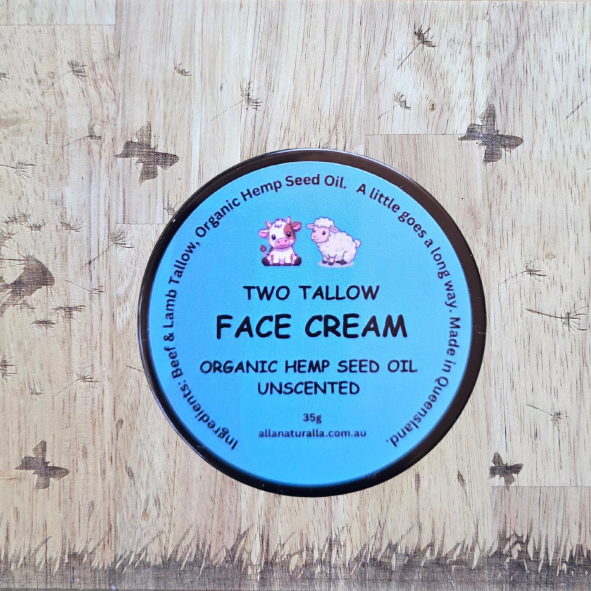 Ingredients: Beef & Lamb Tallow, Organic Hemp Seed Oil. A little goes a long way. Made in Queensland.
TWO TALLOW
FACE CREAM
ORGANIC HEMP SEED OIL
UNSCENTED
35g
allanaturalla.com.au